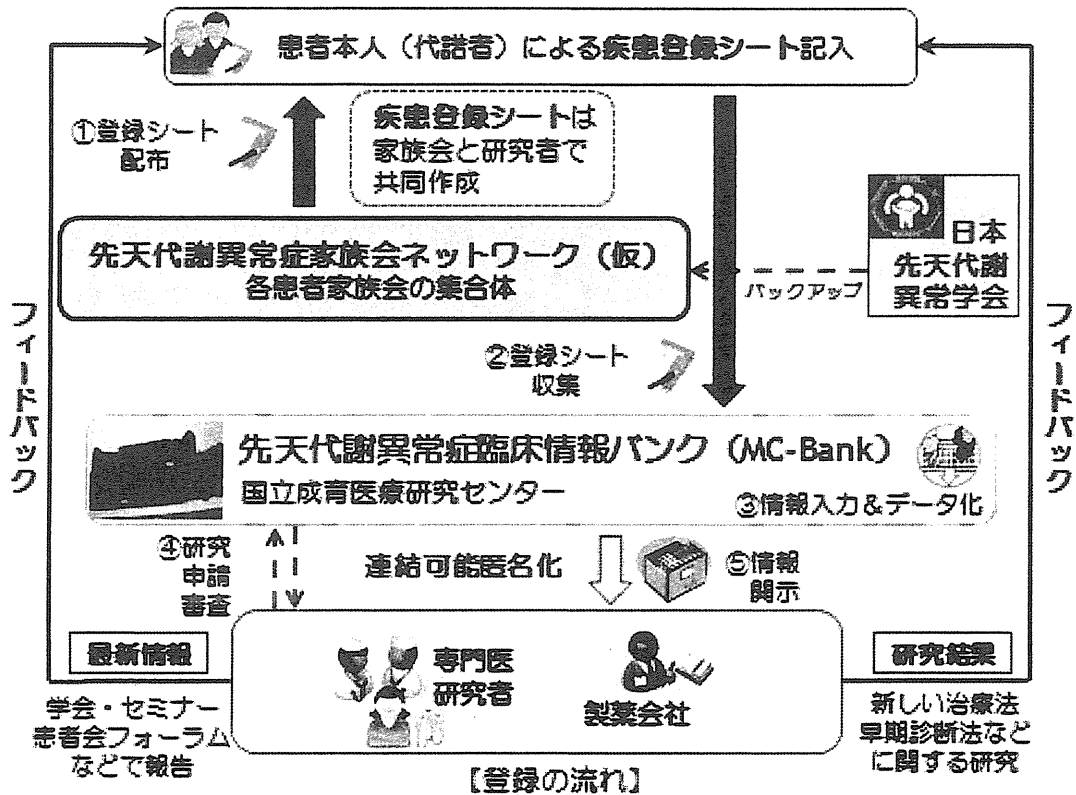 患者本人（代諾者）による疾患登録シート記入
①登録シート
配布
疾患登録シートは
家族会と研究者で
共同作成
先天代謝異常症家族会ネットワーク（仮）
各患者家族会の集合体
バックアップ
日本
先天代謝
異常学会
フィードバック
フィードバック
②登録シート
収集
先天代謝異常症臨床情報バンク（MC-Bank）
国立成育医療研究センター
③情報入力＆データ化
④研究
申請
審査
連結可能匿名化
⑤情報
開示
最新情報
専門医
研究者
製薬会社
研究結果
学会・セミナー
患者会フォーラム
などで報告
新しい治療法
早期診断法など
に関する研究
【登録の流れ】